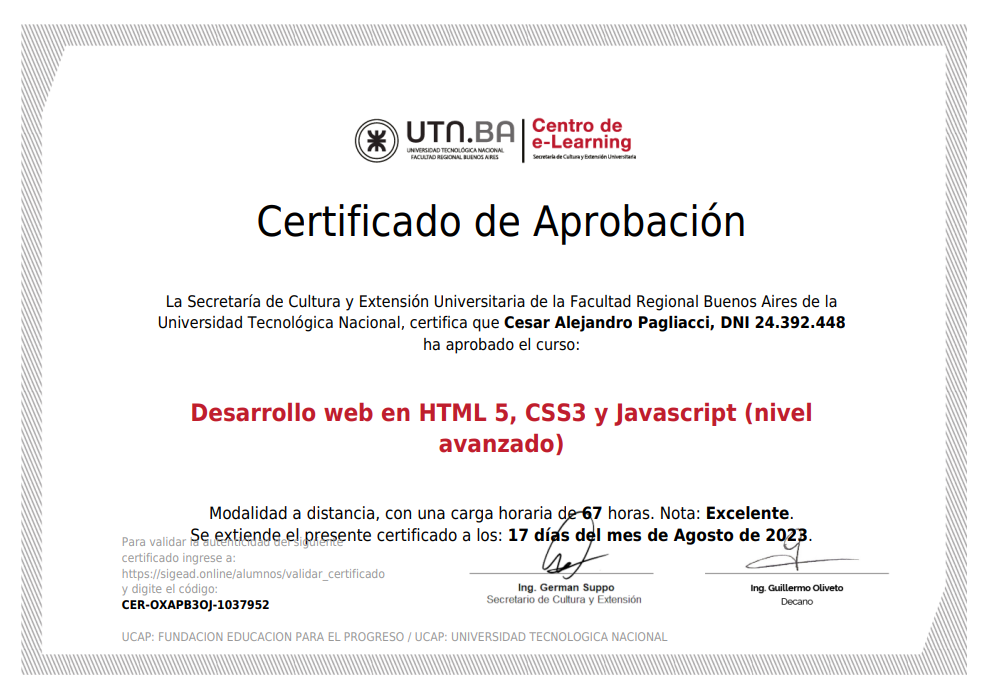 UTN.BA
UNIVERSIDAD TECNOLÓGICA NACIONAL
FACULTAD REGIONAL BUENOS AIRES
Centro de
e-Learning
Secretaría de Cultura y Extensión Universitaria
Certificado de Aprobación
La Secretaría de Cultura y Extensión Universitaria de la Facultad Regional Buenos Aires de la
Universidad Tecnológica Nacional, certifica que Cesar Alejandro Pagliacci, DNI 24.392.448
ha aprobado el curso:
Desarrollo web en HTML 5, CSS3 y Javascript (nivel
avanzado)
Modalidad a distancia, con una carga horaria de 67 horas. Nota: Excelente.
Se extiende el presente certificado a los: 17 días del mes de Agosto de 2023.
Para validar la autenticidad del siguiente
certificado ingrese a:
https://sigead.online/alumnos/validar_certificado
y digite el código:
CER-OXAPB3OJ-1037952
Ing. German Suppo
Secretario de Cultura y Extensión
Ing. Guillermo Oliveto
Decano
UCAP: FUNDACION EDUCACION PARA EL PROGRESO / UCAP: UNIVERSIDAD TECNOLOGICA NACIONAL